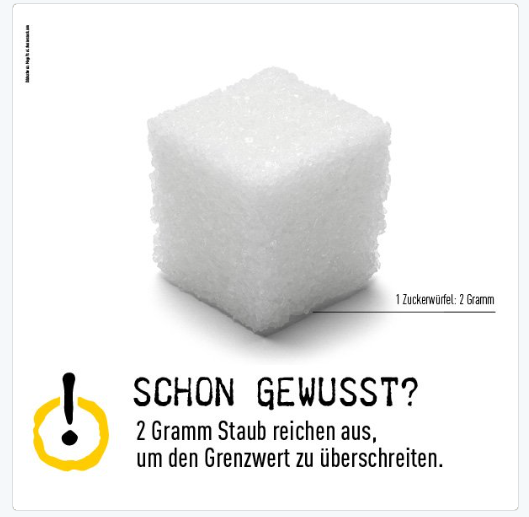 1 Zuckerwürfel: 2 Gramm
SCHON GEWUSST?
2 Gramm Staub reichen aus,
um den Grenzwert zu überschreiten.